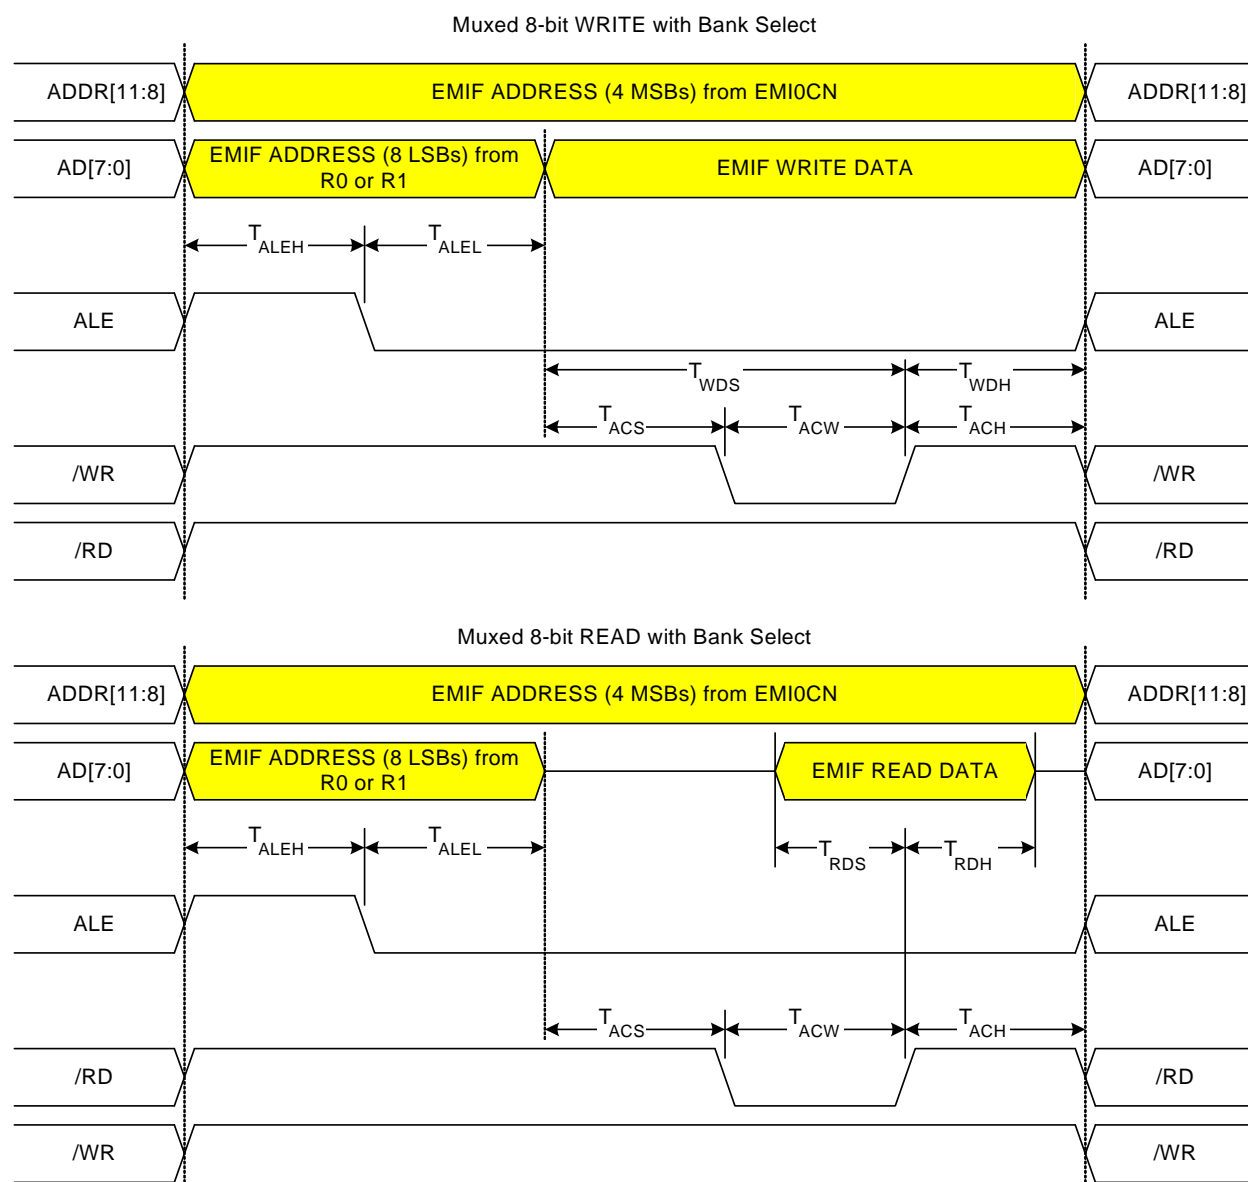 Muxed 8-bit WRITE with Bank Select
ADDR[11:8] EMIF ADDRESS (4 MSBs) from EMI0CN ADDR[11:8]
AD[7:0] EMIF ADDRESS (8 LSBs) from
R0 or R1 EMIF WRITE DATA AD[7:0]
TALEH TALEL
ALE ALE
TWDS TWDH
TACS TACW TACH
/WR /WR
/RD /RD
Muxed 8-bit READ with Bank Select
ADDR[11:8] EMIF ADDRESS (4 MSBs) from EMI0CN ADDR[11:8]
AD[7:0] EMIF ADDRESS (8 LSBs) from
R0 or R1 EMIF READ DATA AD[7:0]
TALEH TALEL TRDS TRDH
ALE ALE
TACS TACW TACH
/RD /RD
/WR /WR